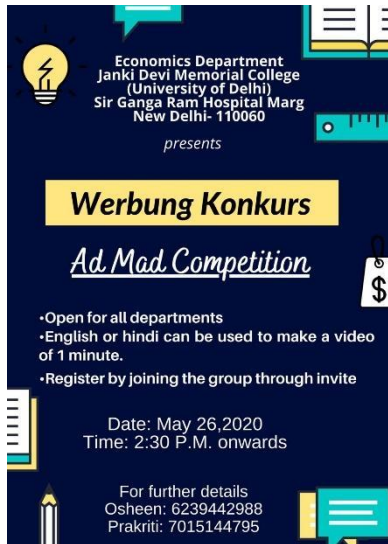 Economics Department
Janki Devi Memorial College
(University of Delhi)
Sir Ganga Ram Hospital Marg
New Delhi- 110060
presents
Werbung Konkurs
Ad Mad Competition
$
•Open for all departments
•English or hindi can be used to make a video
of 1 minute.
•Register by joining the group through invite
Date: May 26,2020
Time: 2:30 P.M. onwards
For further details
Osheen: 6239442988
Prakriti: 7015144795